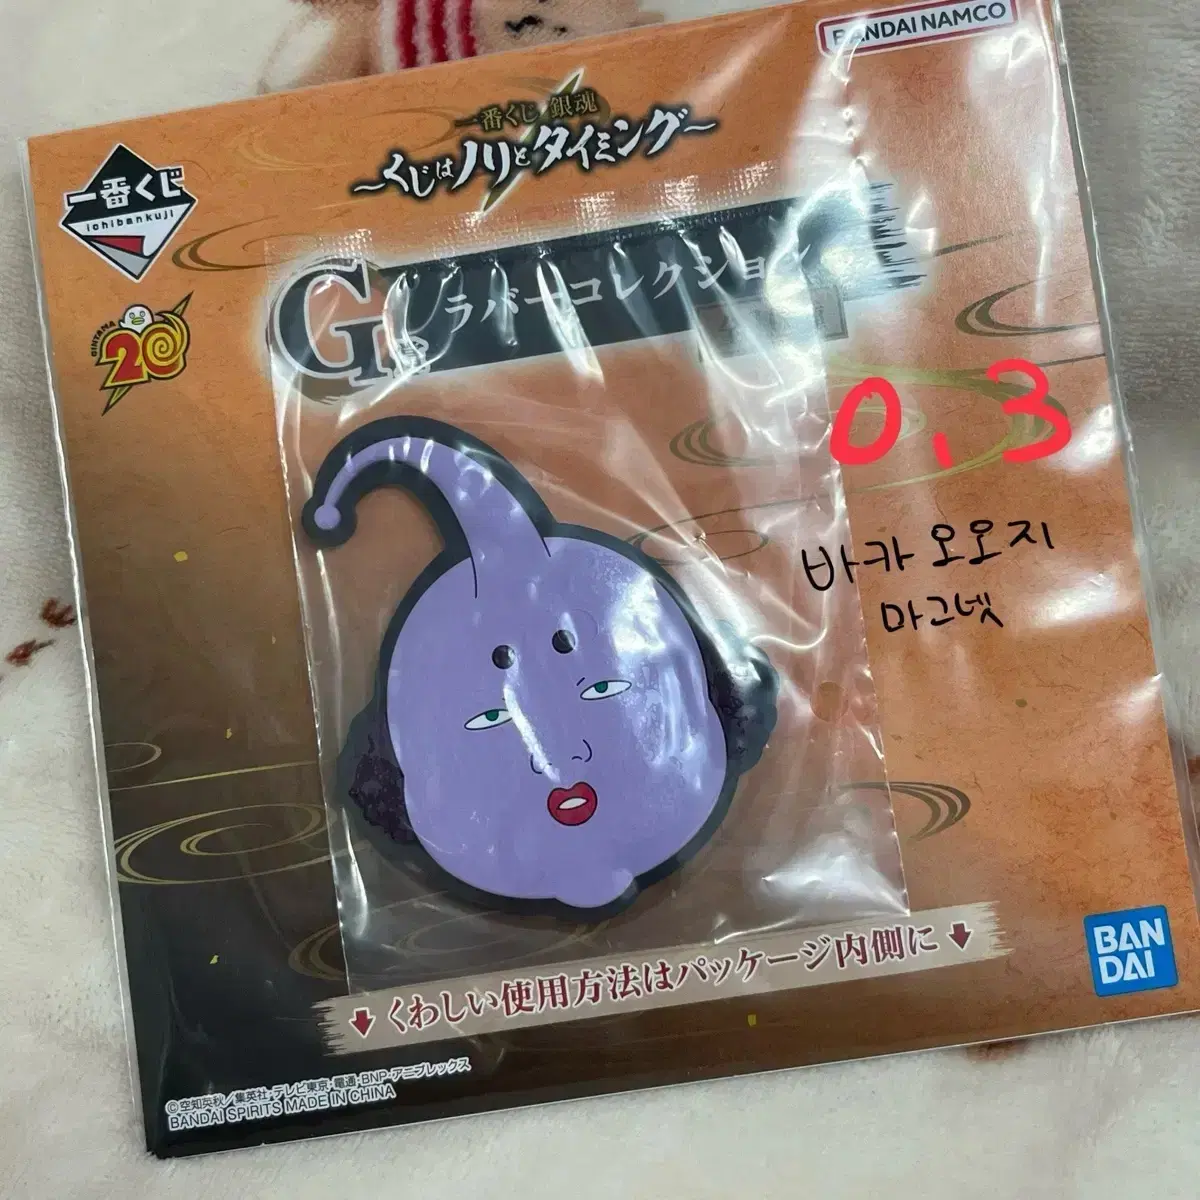 BANDAI NAMCO
一番くじ 銀魂
～くじはノリとタイミング～
一番くじ
ichibankuji
GINTAMA
20
G賞
ラバーコレクション
0.3
바카 오오지
마그넷
くわしい使用方法はパッケージ内側に
BAN
DAI
©空知英秋/集英社・テレビ東京・電通・BNP・アニプレックス
BANDAI SPIRITS MADE IN CHINA